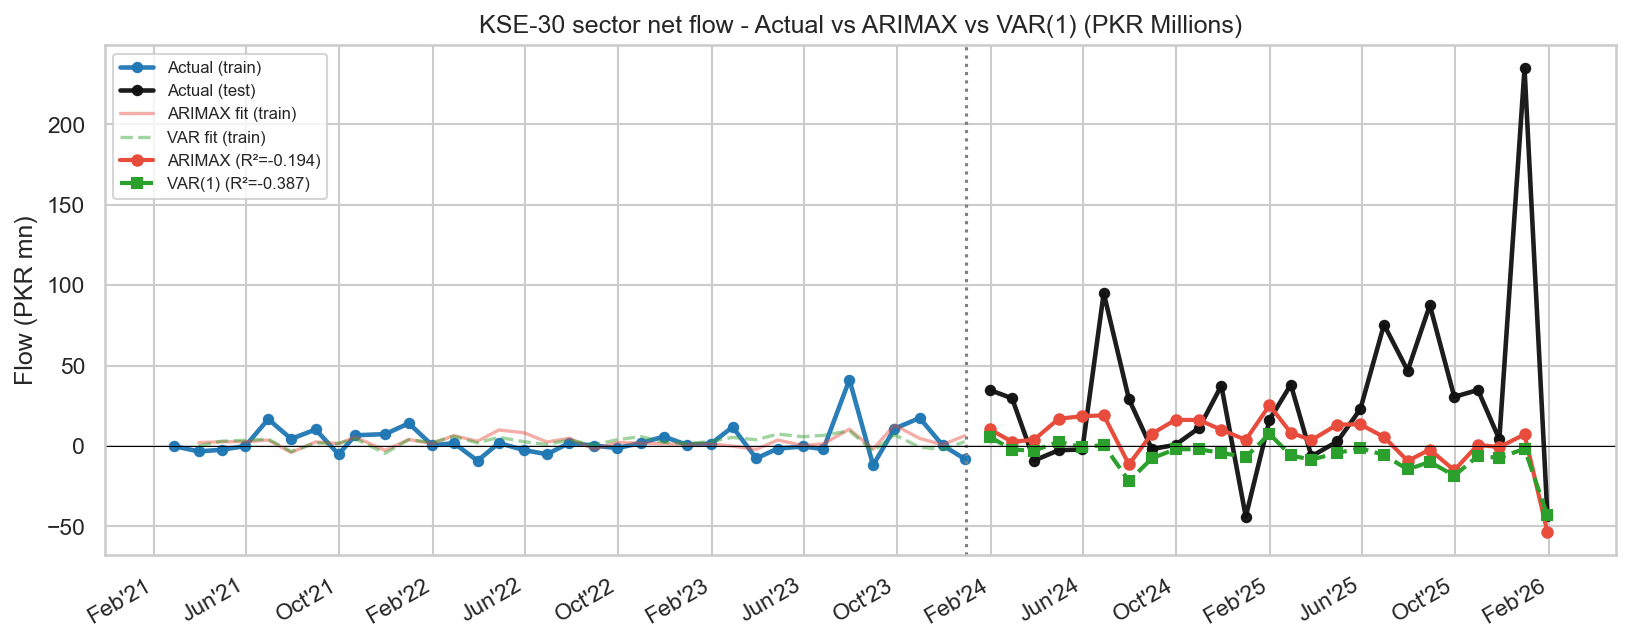 KSE-30 sector net flow - Actual vs ARIMAX vs VAR(1) (PKR Millions)
Actual (train)
Actual (test)
ARIMAX fit (train)
VAR fit (train)
ARIMAX (R²=-0.194)
VAR(1) (R²=-0.387)
Flow (PKR mn)
200
150
100
50
0
−50
Feb'21
Jun'21
Oct'21
Feb'22
Jun'22
Oct'22
Feb'23
Jun'23
Oct'23
Feb'24
Jun'24
Oct'24
Feb'25
Jun'25
Oct'25
Feb'26